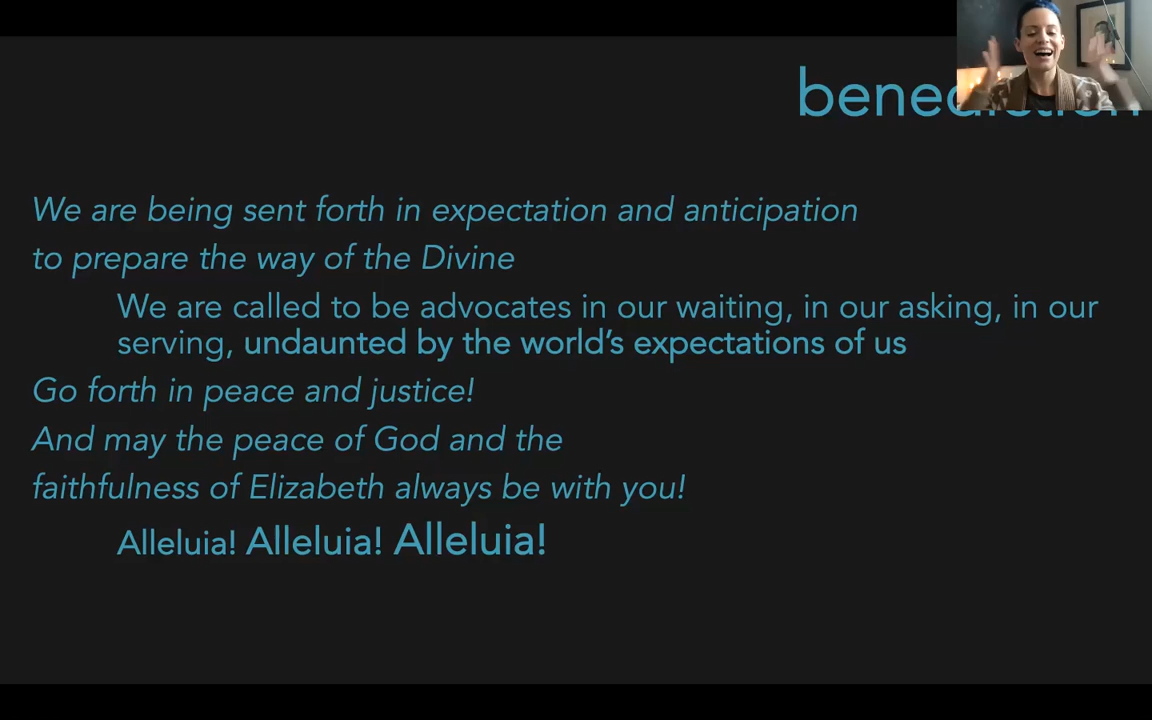 benediction
We are being sent forth in expectation and anticipation
to prepare the way of the Divine
We are called to be advocates in our waiting, in our asking, in our
serving, undaunted by the world’s expectations of us
Go forth in peace and justice!
And may the peace of God and the
faithfulness of Elizabeth always be with you!
Alleluia! Alleluia! Alleluia!